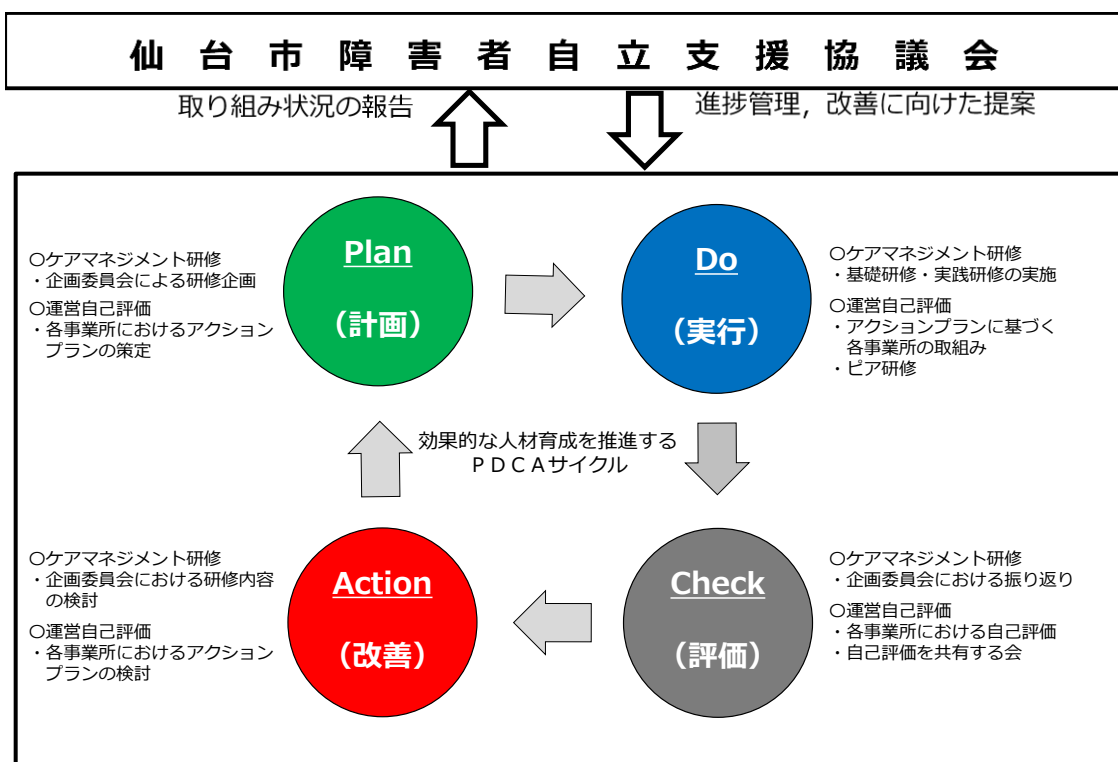 仙台市障害者自立支援協議会
取り組み状況の報告
進捗管理，改善に向けた提案
○ケアマネジメント研修
・企画委員会による研修企画
○運営自己評価
・各事業所におけるアクション
プランの策定
Plan
（計画）
Do
（実行）
○ケアマネジメント研修
・基礎研修・実践研修の実施
○運営自己評価
・アクションプランに基づく
各事業所の取組み
・ピア研修
効果的な人材育成を推進する
ＰＤＣＡサイクル
○ケアマネジメント研修
・企画委員会における研修内容
の検討
○運営自己評価
・各事業所におけるアクション
プランの検討
Action
（改善）
Check
（評価）
○ケアマネジメント研修
・企画委員会における振り返り
○運営自己評価
・各事業所における自己評価
・自己評価を共有する会